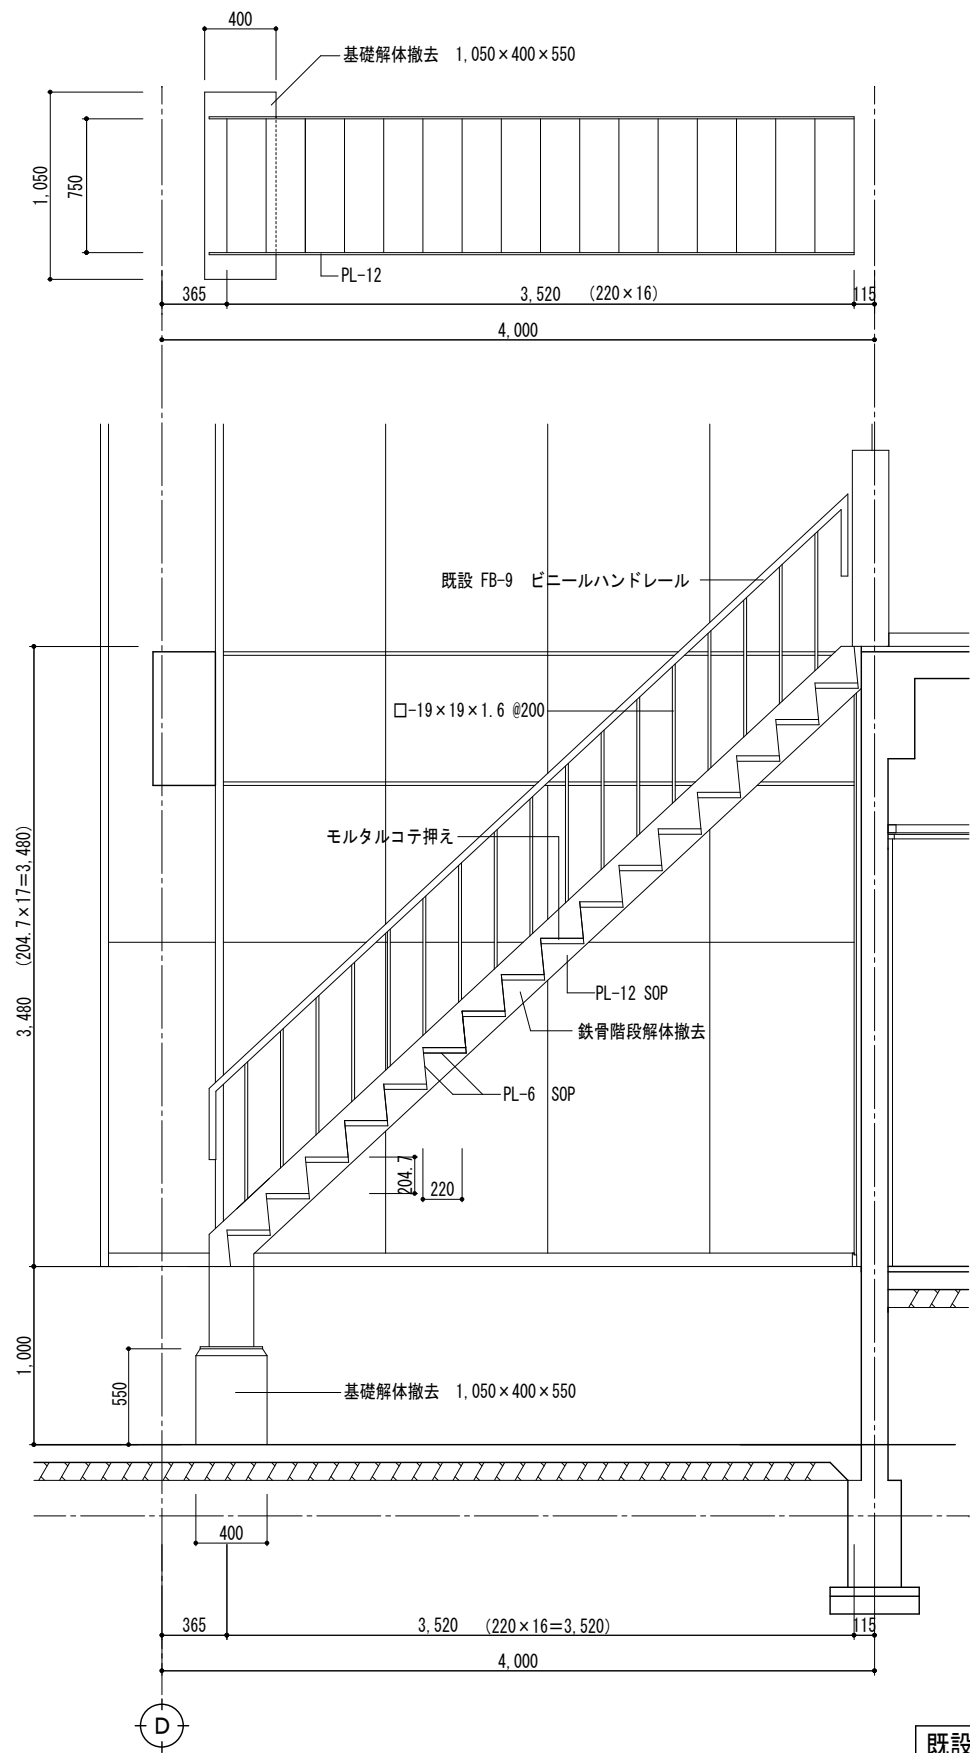 400
基礎解体撤去 1,050×400×550
1,050
750
PL-12
365
3,520 (220×16)
115
4,000
既設 FB-9 ビニールハンドレール
□-19×19×1.6 @200
モルタルコテ押え
3,480 (204.7×17=3,480)
PL-12 SOP
鉄骨階段解体撤去
PL-6 SOP
204.7
220
1,000
550
基礎解体撤去 1,050×400×550
400
365
3,520 (220×16=3,520)
115
4,000
D
既設